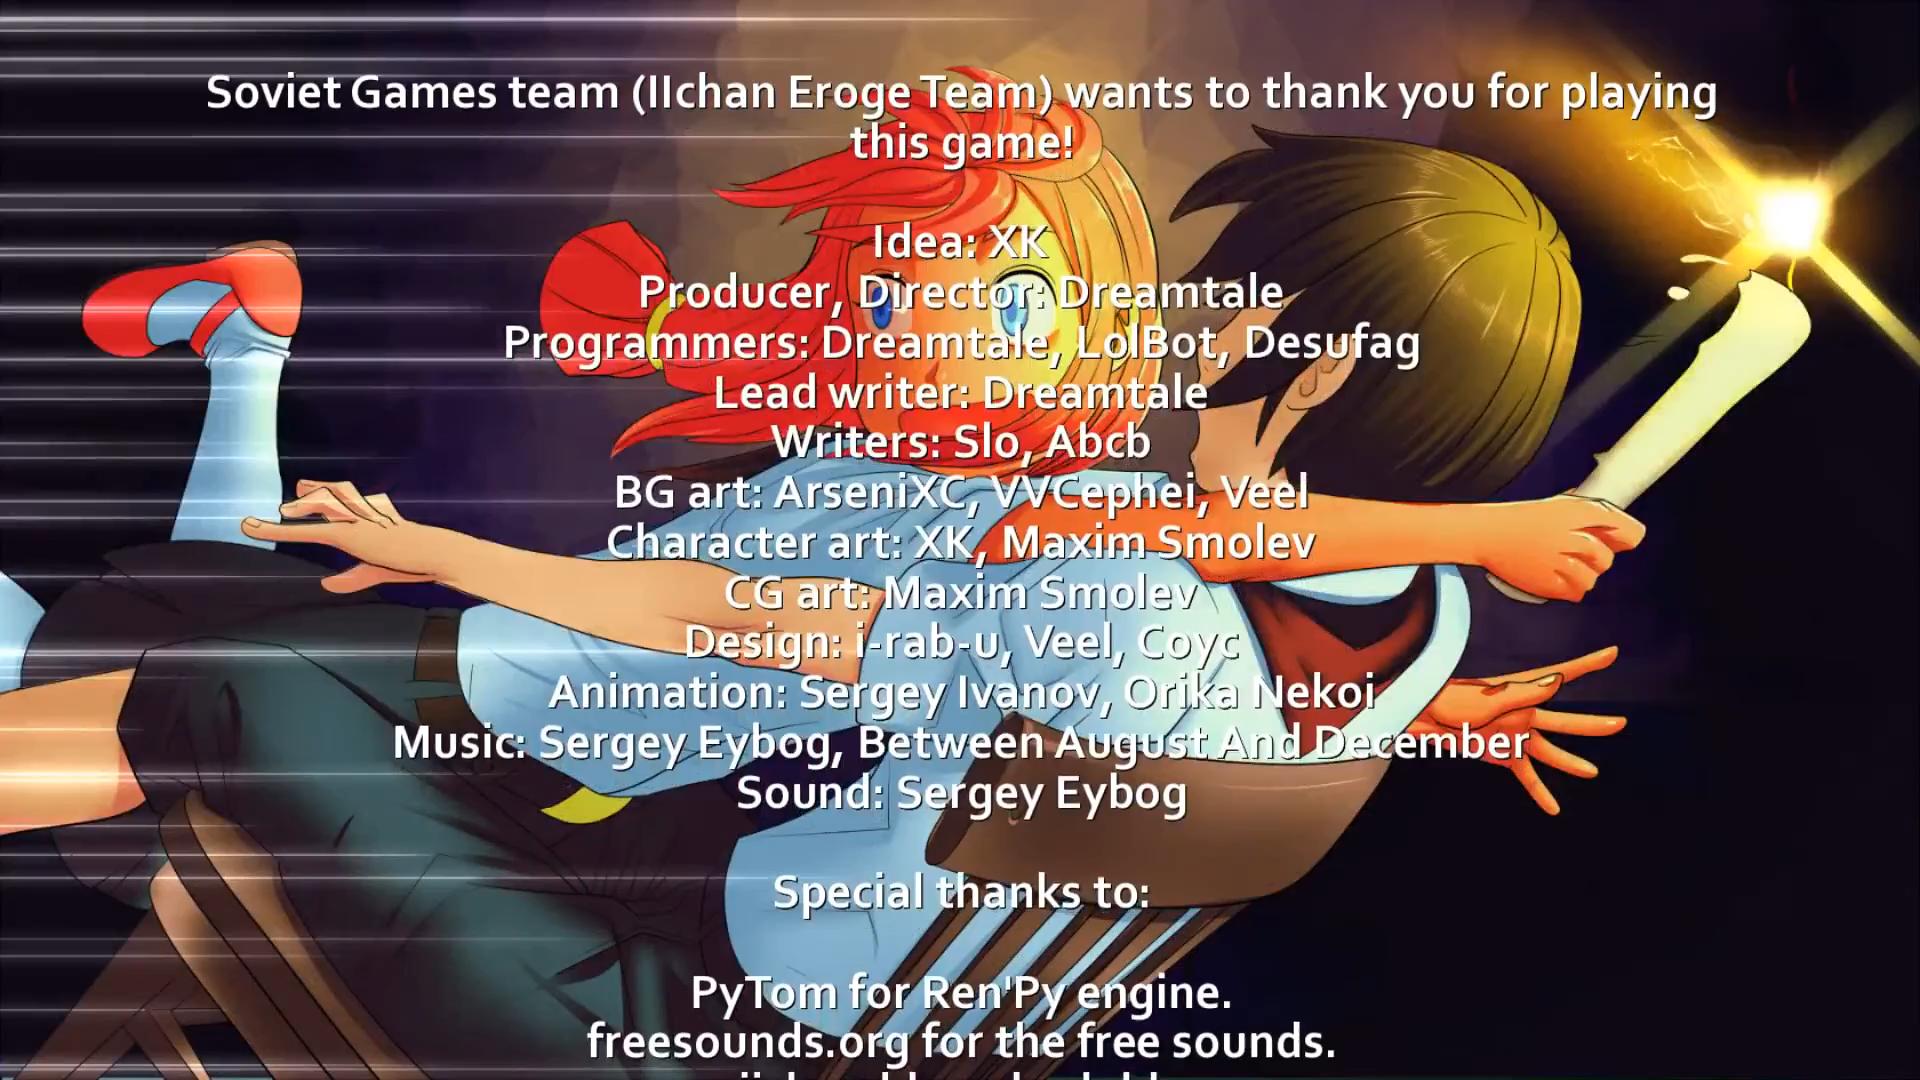 Soviet Games team (IIchan Eroge Team) wants to thank you for playing
this game!
Idea: XK
Producer, Director: Dreamtale
Programmers: Dreamtale, LolBot, Desufag
Lead writer: Dreamtale
Writers: Slo, Abcb
BG art: ArseniXC, VVCephei, Veel
Character art: XK, Maxim Smolev
CG art: Maxim Smolev
Design: i-rab-u, Veel, Coyc
Animation: Sergey Ivanov, Orika Nekoi
Music: Sergey Eybog, Between August And December
Sound: Sergey Eybog
Special thanks to:
PyTom for Ren'Py engine.
freesounds.org for the free sounds.